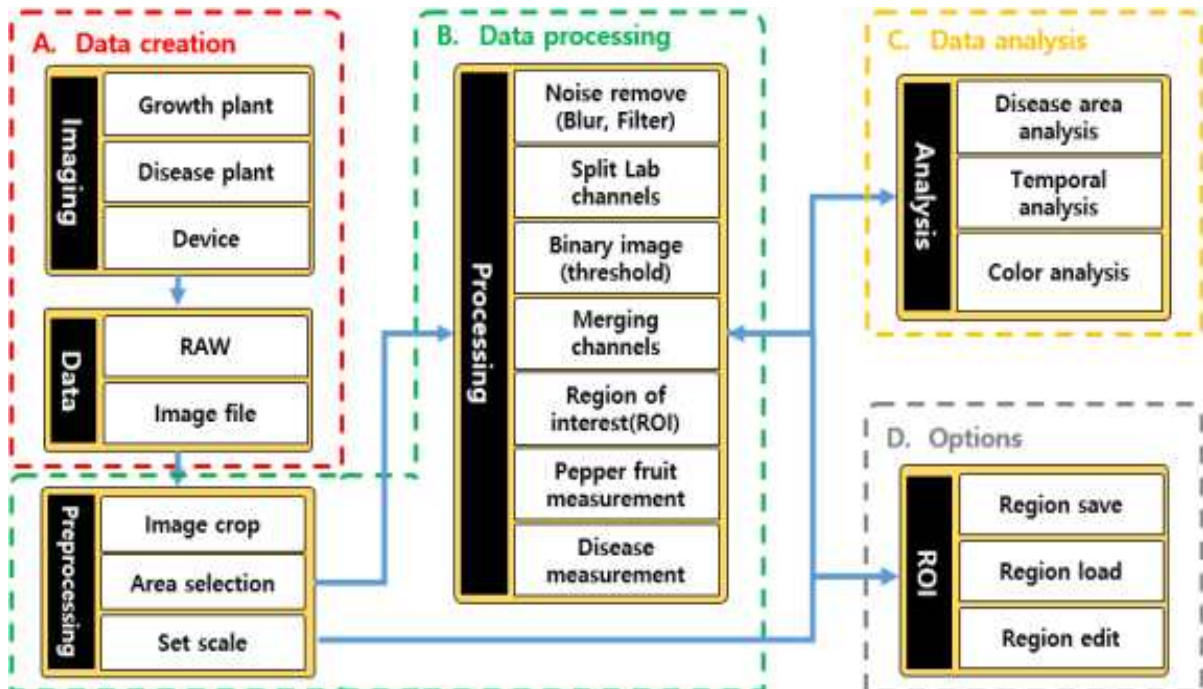 A. Data creation
Imaging
Growth plant
Disease plant
Device
Data
RAW
Image file
B. Data processing
Preprocessing
Image crop
Area selection
Set scale
Processing
Noise remove
(Blur, Filter)
Split Lab
channels
Binary image
(threshold)
Merging
channels
Region of
interest(ROI)
Pepper fruit
measurement
Disease
measurement
C. Data analysis
Analysis
Disease area
analysis
Temporal
analysis
Color analysis
D. Options
ROI
Region save
Region load
Region edit